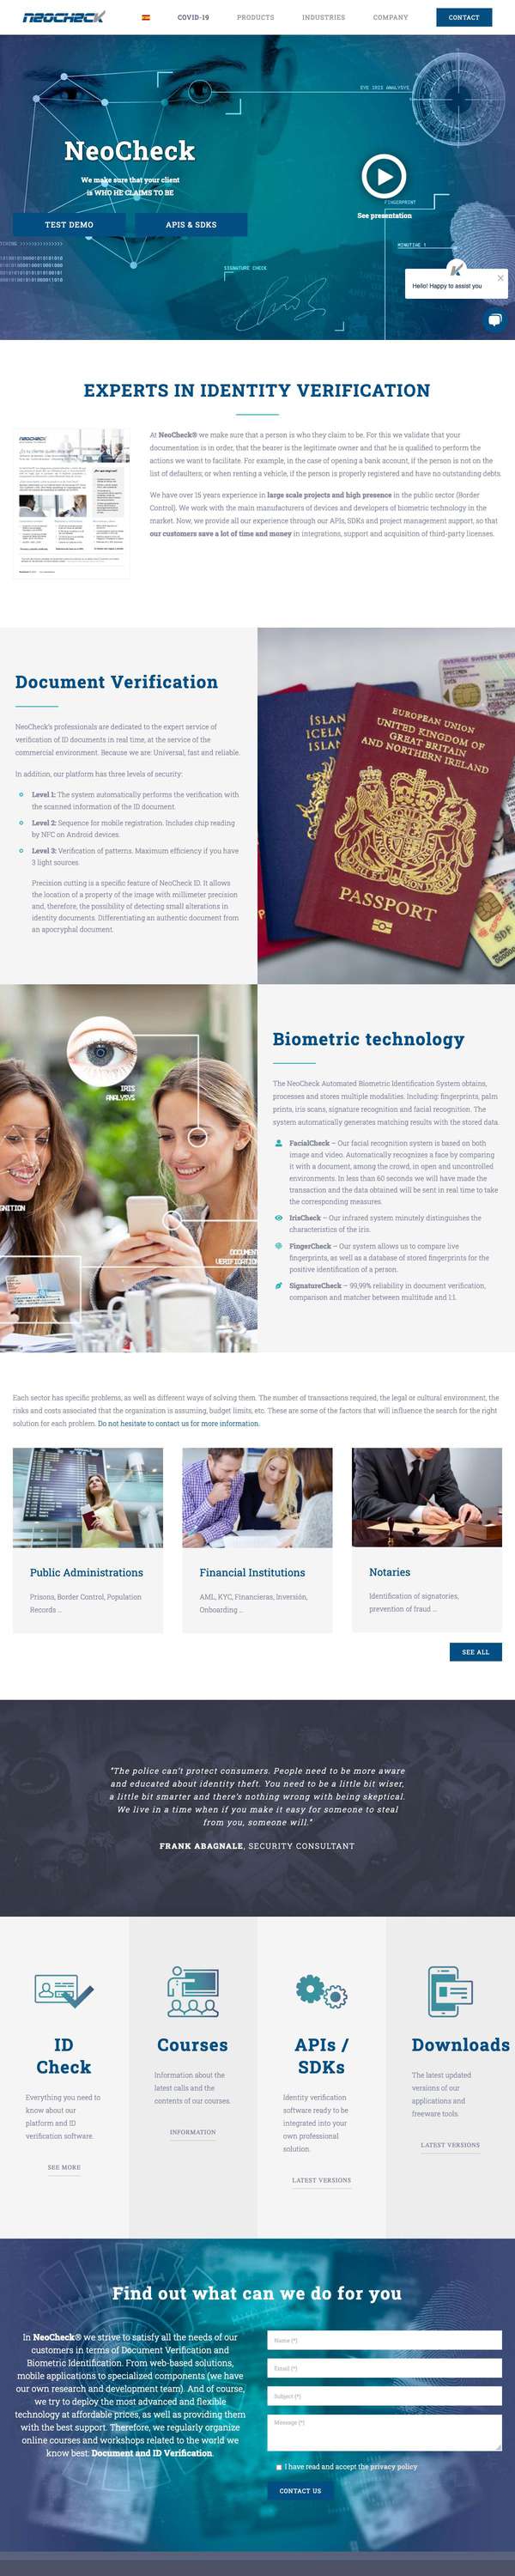 NEOCHECK
COVID-19
PRODUCTS
INDUSTRIES
COMPANY
CONTACT
EYE IRIS ANALYSYS
NeoCheck
We make sure that your client
is WHO HE CLAIMS TO BE
TEST DEMO
APIS & SDKS
FINGERPRINT
See presentation
MINUTIAE
SIGNATURE CHECK
Hello! Happy to assist you
EXPERTS IN IDENTITY VERIFICATION
At NeoCheck® we make sure that a person is who they claim to be. For this we validate that your
documentation is in order, that the bearer is the legitimate owner and that he is qualified to perform the
actions we want to facilitate. For example, in the case of opening a bank account, if the person is not on the
list of defaulters; or when renting a vehicle, if the person is properly registered and have no outstanding debts.
We have over 15 years experience in large scale projects and high presence in the public sector (Border
Control). We work with the main manufacturers of devices and developers of biometric technology in the
market. Now, we provide all our experience through our APIs, SDKs and project management support, so that
our customers save a lot of time and money in integrations, support and acquisition of third-party licenses.
Document Verification
NeoCheck's professionals are dedicated to the expert service of
verification of ID documents in real time, at the service of the
commercial environment. Because we are: Universal, fast and reliable.
In addition, our platform has three levels of security:
Level 1: The system automatically performs the verification with
the scanned information of the ID document.
Level 2: Sequence for mobile registration. Includes chip reading
by NFC on Android devices.
Level 3: Verification of patterns. Maximum efficiency if you have
3 light sources.
Precision cutting is a specific feature of NeoCheck ID. It allows
the location of a property of the image with millimeter precision
and, therefore, the possibility of detecting small alterations in
identity documents. Differentiating an authentic document from
an apocryphal document.
EUROPEAN UNION
UNITED KINGDOM OF
GREAT BRITAIN
AND NORTHERN IRELAND
PASSPORT
IRIS
ANALYSYS
DOCUMENT
Biometric technology
The NeoCheck Automated Biometric Identification System obtains,
processes and stores multiple modalities. Including: fingerprints, palm
prints, iris scans, signature recognition and facial recognition. The
system automatically generates matching results with the stored data.
FacialCheck – Our facial recognition system is based on both
image and video. Automatically recognizes a face by comparing
it with a document, among the crowd, in open and uncontrolled
environments. In less than 60 seconds we will have made the
transaction and the data obtained will be sent in real time to take
the corresponding measures.
IrisCheck – Our infrared system minutely distinguishes the
characteristics of the iris.
FingerCheck – Our system allows us to compare live
fingerprints, as well as a database of stored fingerprints for the
positive identification of a person.
SignatureCheck – 99,99% reliability in document verification,
comparison and matcher between multitude and 1:1.
Each sector has specific problems, as well as different ways of solving them. The number of transactions required, the legal or cultural environment, the
risks and costs associated that the organization is assuming, budget limits, etc. These are some of the factors that will influence the search for the right
solution for each problem. Do not hesitate to contact us for more information.
Public Administrations
Prisons, Border Control, Population
Records ...
Financial Institutions
AML, KYC, Financieras, Inversión,
Onboarding ...
Notaries
Identification of signatories,
prevention of fraud ...
SEE ALL
"The police can't protect consumers. People need to be more aware
and educated about identity theft. You need to be a little bit wiser,
a little bit smarter and there's nothing wrong with being skeptical.
We live in a time when if you make it easy for someone to steal
from you, someone will."
FRANK ABAGNALE, SECURITY CONSULTANT
ID
Check
Everything you need to
know about our
platform and ID
verification software.
SEE MORE
Courses
Information about the
latest calls and the
contents of our courses.
INFORMATION
APIs /
SDKs
Identity verification
software ready to be
integrated into your
own professional
solution.
LATEST VERSIONS
Downloads
The latest updated
versions of our
applications and
freeware tools.
LATEST VERSIONS
Find out what can we do for you
In NeoCheck® we strive to satisfy all the needs of our
customers in terms of Document Verification and
Biometric Identification. From web-based solutions,
mobile applications to specialized components (we have
our own research and development team). And of course,
we try to deploy the most advanced and flexible
technology at affordable prices, as well as providing them
with the best support. Therefore, we regularly organize
online courses and workshops related to the world we
know best: Document and ID Verification.
Name (*)
Email (*)
Subject (*)
Message (*)
I have read and accept the privacy policy
CONTACT US